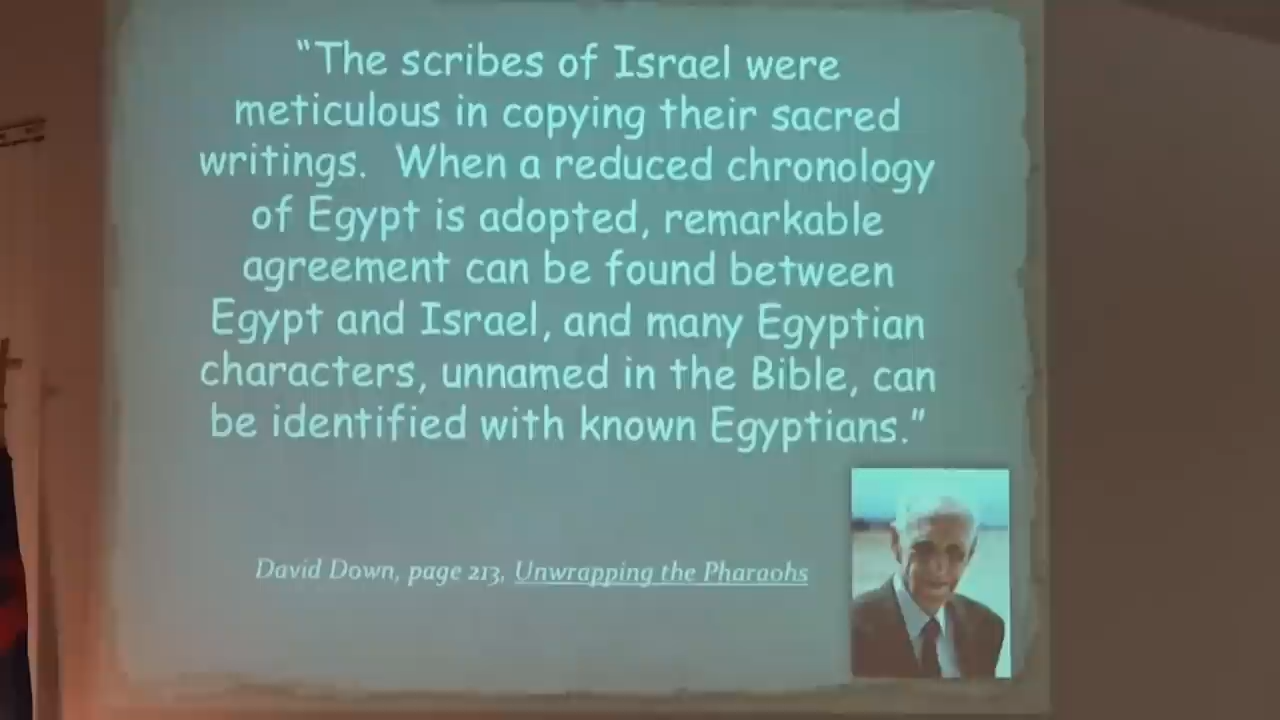 “The scribes of Israel were
meticulous in copying their sacred
writings.  When a reduced chronology
of Egypt is adopted, remarkable
agreement can be found between
Egypt and Israel, and many Egyptian
characters, unnamed in the Bible, can
be identified with known Egyptians.”
David Down, page 213, Unwrapping the Pharaohs